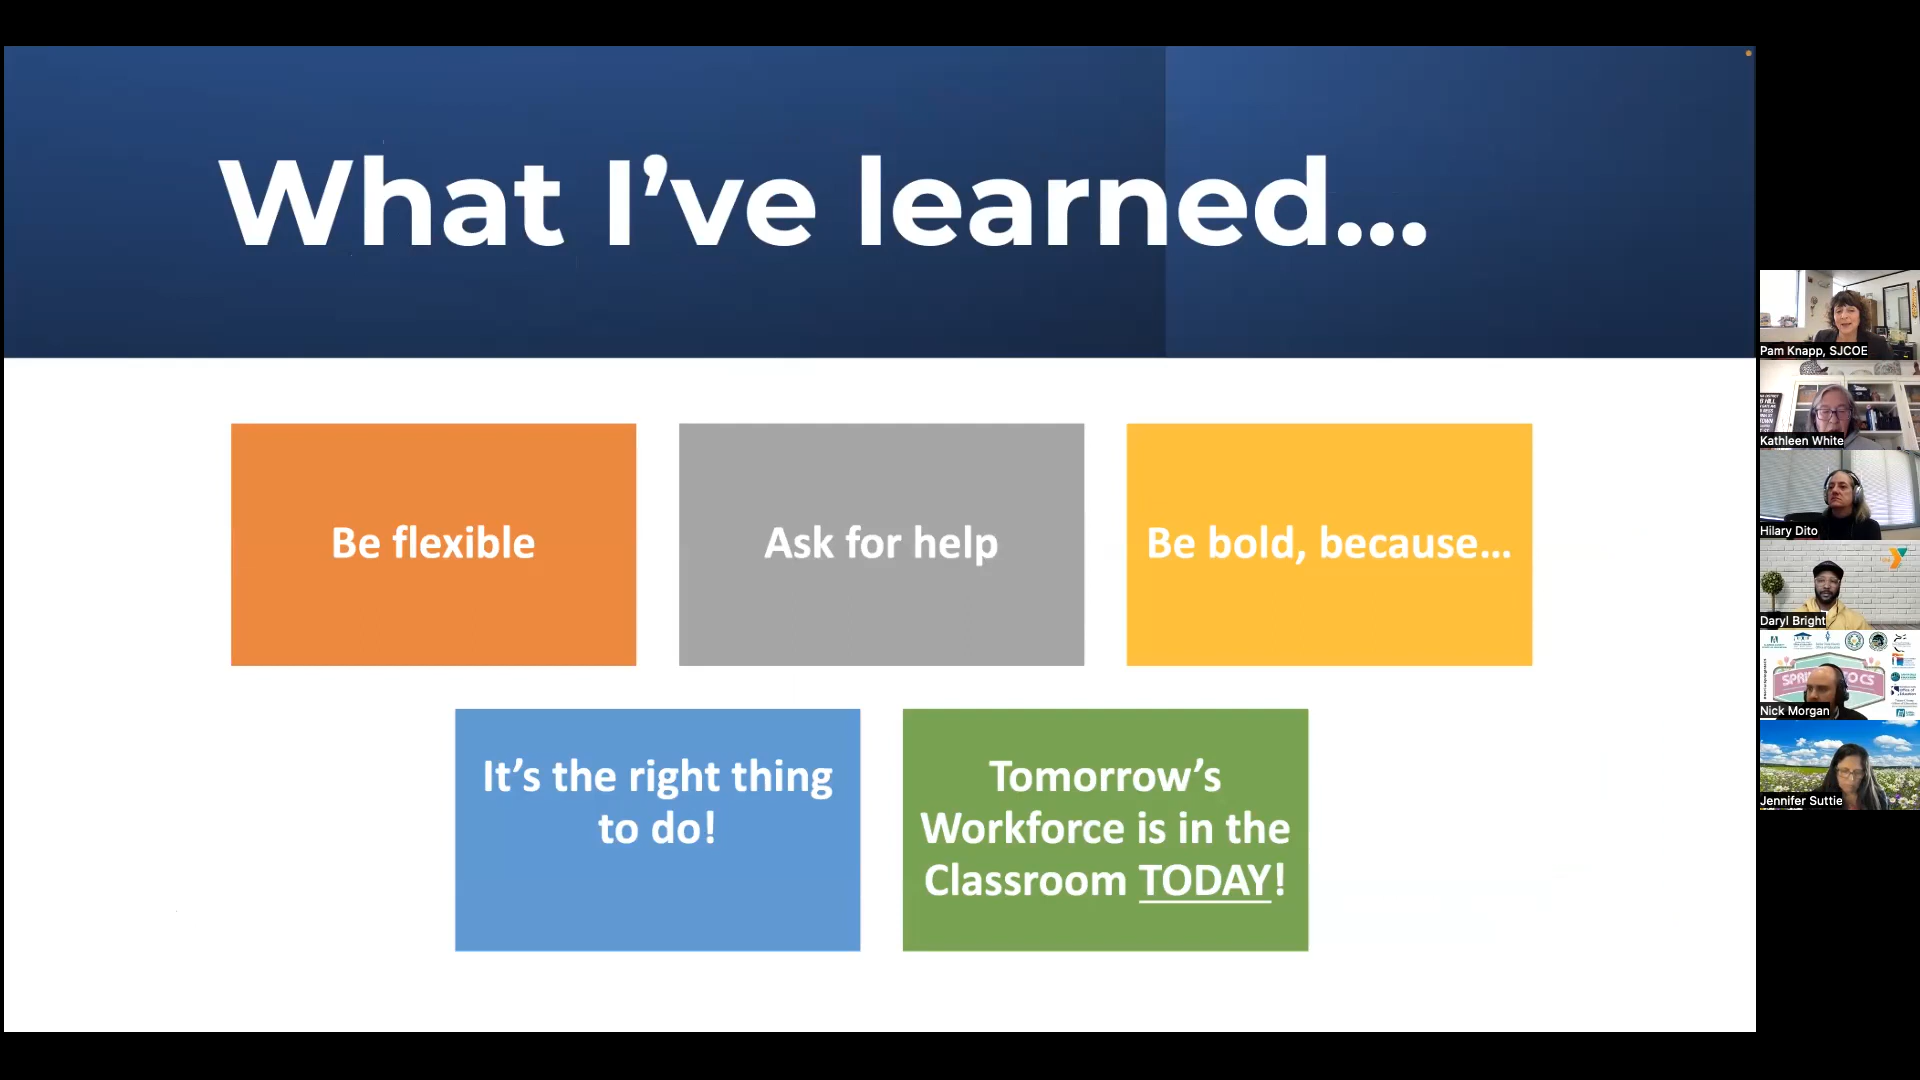 What I’ve learned...
Be flexible
Ask for help
Be bold, because...
It’s the right thing
to do!
Tomorrow’s
Workforce is in the
Classroom TODAY!
Pam Knapp, SJCOE
Kathleen White
Hilary Dito
Daryl Bright
Nick Morgan
Jennifer Suttie